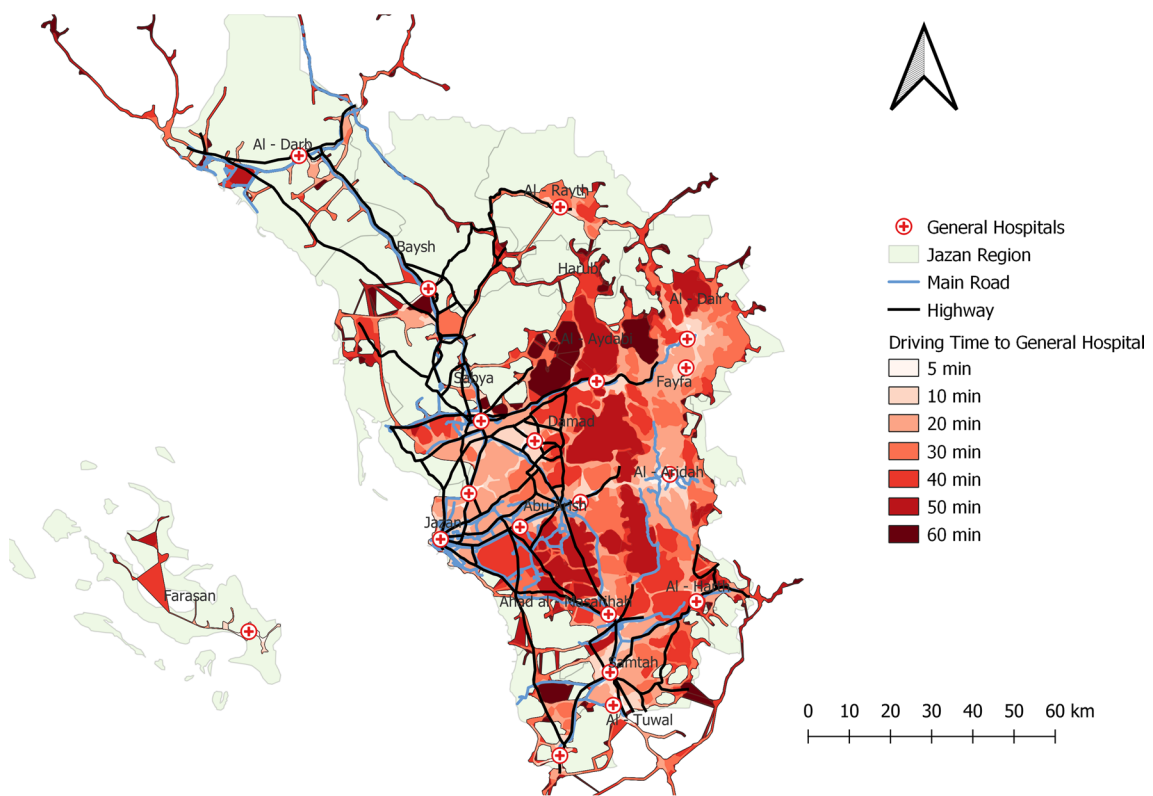 Al - Darb
Al - Rayth
Baysh
Harub
Al - Dair
Al - Aydabi
Sabya
Fayfa
Damad
Al - Aridah
Abu Arish
Jazan
Al - Harth
Farasan
Ahad al - Masarihah
Samtah
Al - Tuwal
General Hospitals
Jazan Region
Main Road
Highway
Driving Time to General Hospital
5 min
10 min
20 min
30 min
40 min
50 min
60 min
0 10 20 30 40 50 60 km